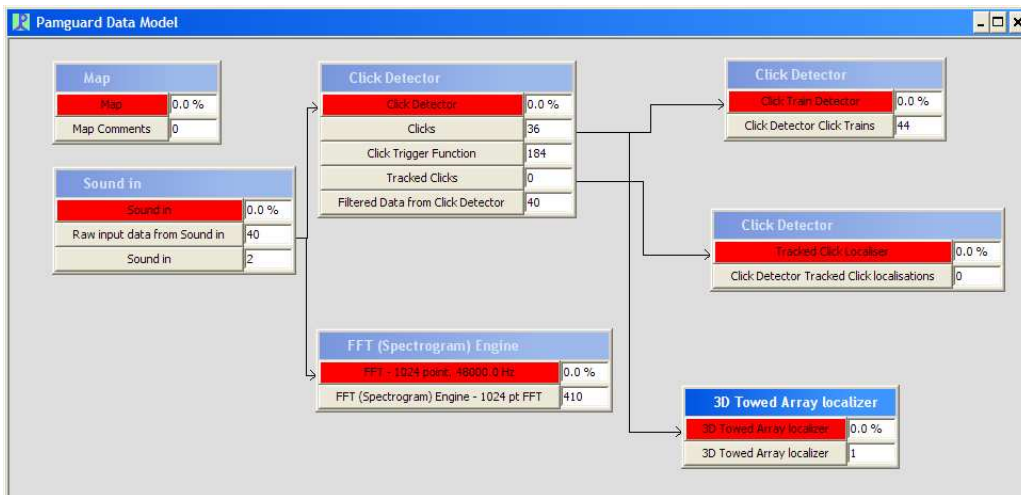 Pamguard Data Model
Map
Map 0.0 %
Map Comments 0
Sound in
Sound in 0.0 %
Raw input data from Sound in 40
Sound in 2
Click Detector
Click Detector 0.0 %
Clicks 36
Click Trigger Function 184
Tracked Clicks 0
Filtered Data from Click Detector 40
FFT (Spectrogram) Engine
FFT - 1024 point, 48000.0 Hz 0.0 %
FFT (Spectrogram) Engine - 1024 pt FFT 410
Click Detector
Click Train Detector 0.0 %
Click Detector Click Trains 44
Click Detector
Tracked Click Localiser 0.0 %
Click Detector Tracked Click localisations 0
3D Towed Array localizer
3D Towed Array localizer 0.0 %
3D Towed Array localizer 1